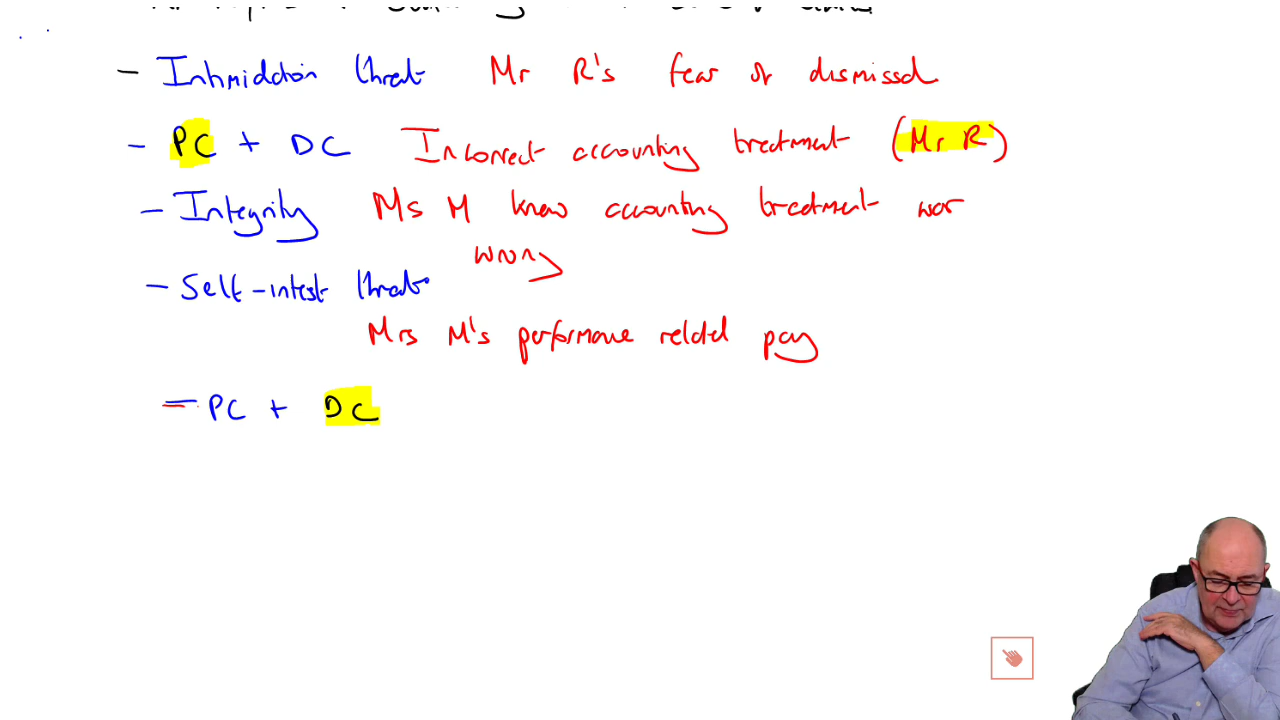 - Intimidation threat Mr R's fear of dismissal
- PC + DC Incorrect accounting treatment (Mr R)
- Integrity Ms M knew accounting treatment was
wrong
- Self-interest threat
Mrs M's performance related pay
- PC + DC